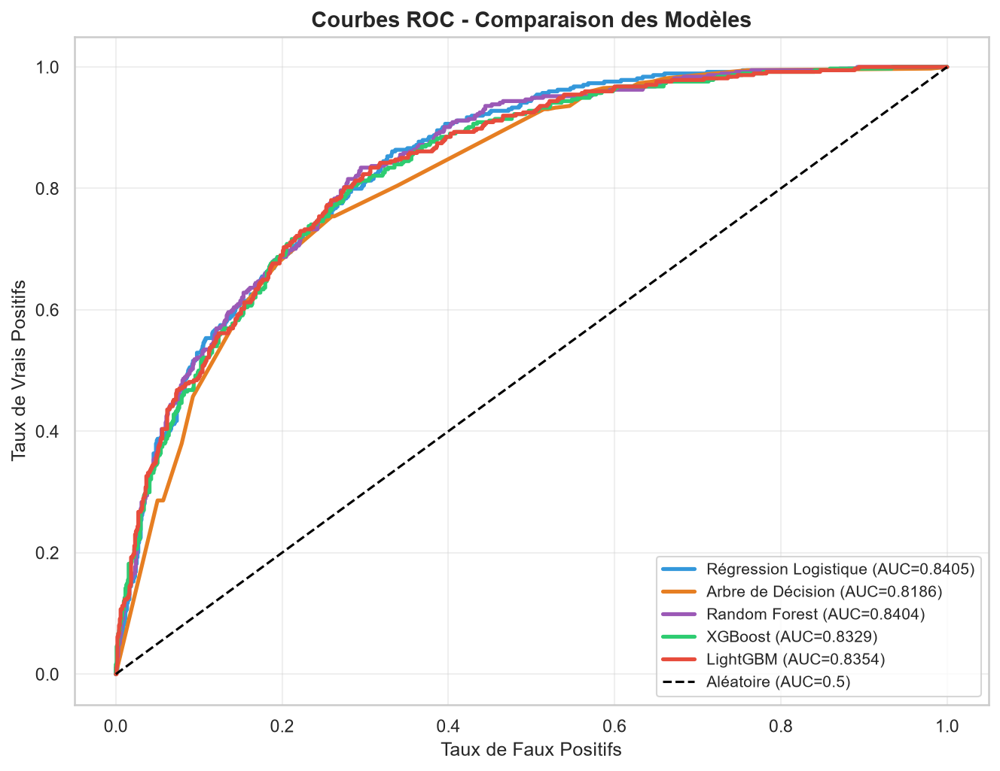 Courbes ROC - Comparaison des Modèles
1.0
0.8
0.6
0.4
0.2
0.0
Taux de Vrais Positifs
Régression Logistique (AUC=0.8405)
Arbre de Décision (AUC=0.8186)
Random Forest (AUC=0.8404)
XGBoost (AUC=0.8329)
LightGBM (AUC=0.8354)
Aléatoire (AUC=0.5)
0.0 0.2 0.4 0.6 0.8 1.0
Taux de Faux Positifs